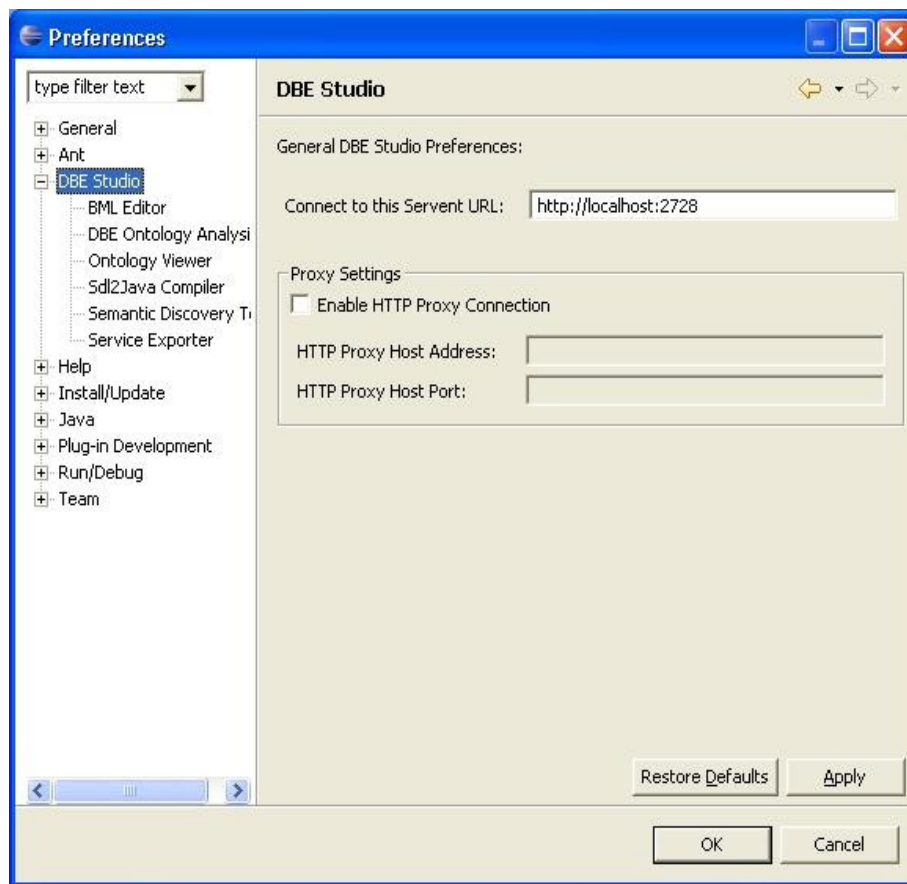 Preferences
type filter text
General
Ant
DBE Studio
BML Editor
DBE Ontology Analysi
Ontology Viewer
Sdl2Java Compiler
Semantic Discovery T
Service Exporter
Help
Install/Update
Java
Plug-in Development
Run/Debug
Team
DBE Studio
General DBE Studio Preferences:
Connect to this Servent URL: http://localhost:2728
Proxy Settings
Enable HTTP Proxy Connection
HTTP Proxy Host Address:
HTTP Proxy Host Port:
Restore Defaults Apply
OK Cancel